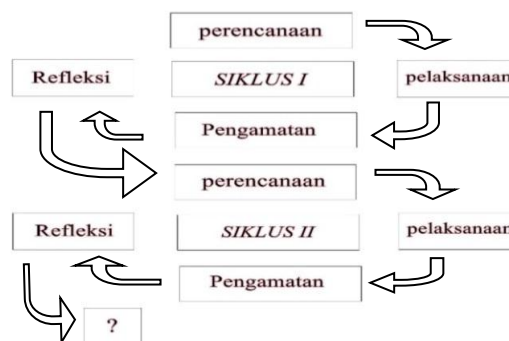 perencanaan
Refleksi
SIKLUS I
pelaksanaan
Pengamatan
perencanaan
Refleksi
SIKLUS II
pelaksanaan
Pengamatan
?